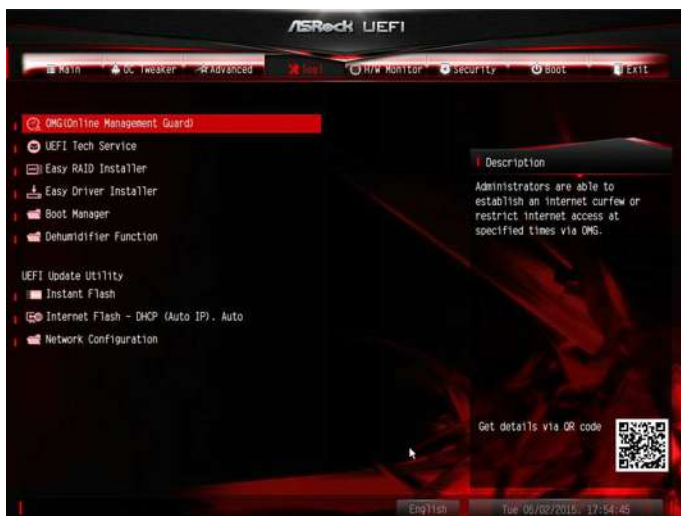 ASRock UEFI
Main OC Tweaker Advanced Tool H/W Monitor Security Boot Exit
OMG(Online Management Guard)
UEFI Tech Service
Easy RAID Installer
Easy Driver Installer
Boot Manager
Dehumidifier Function
UEFI Update Utility
Instant Flash
Internet Flash - DHCP (Auto IP). Auto
Network Configuration
Description
Administrators are able to
establish an internet curfew or
restrict internet access at
specified times via OMG.
Get details via QR code
English
Tue 06/02/2015. 17:54:45